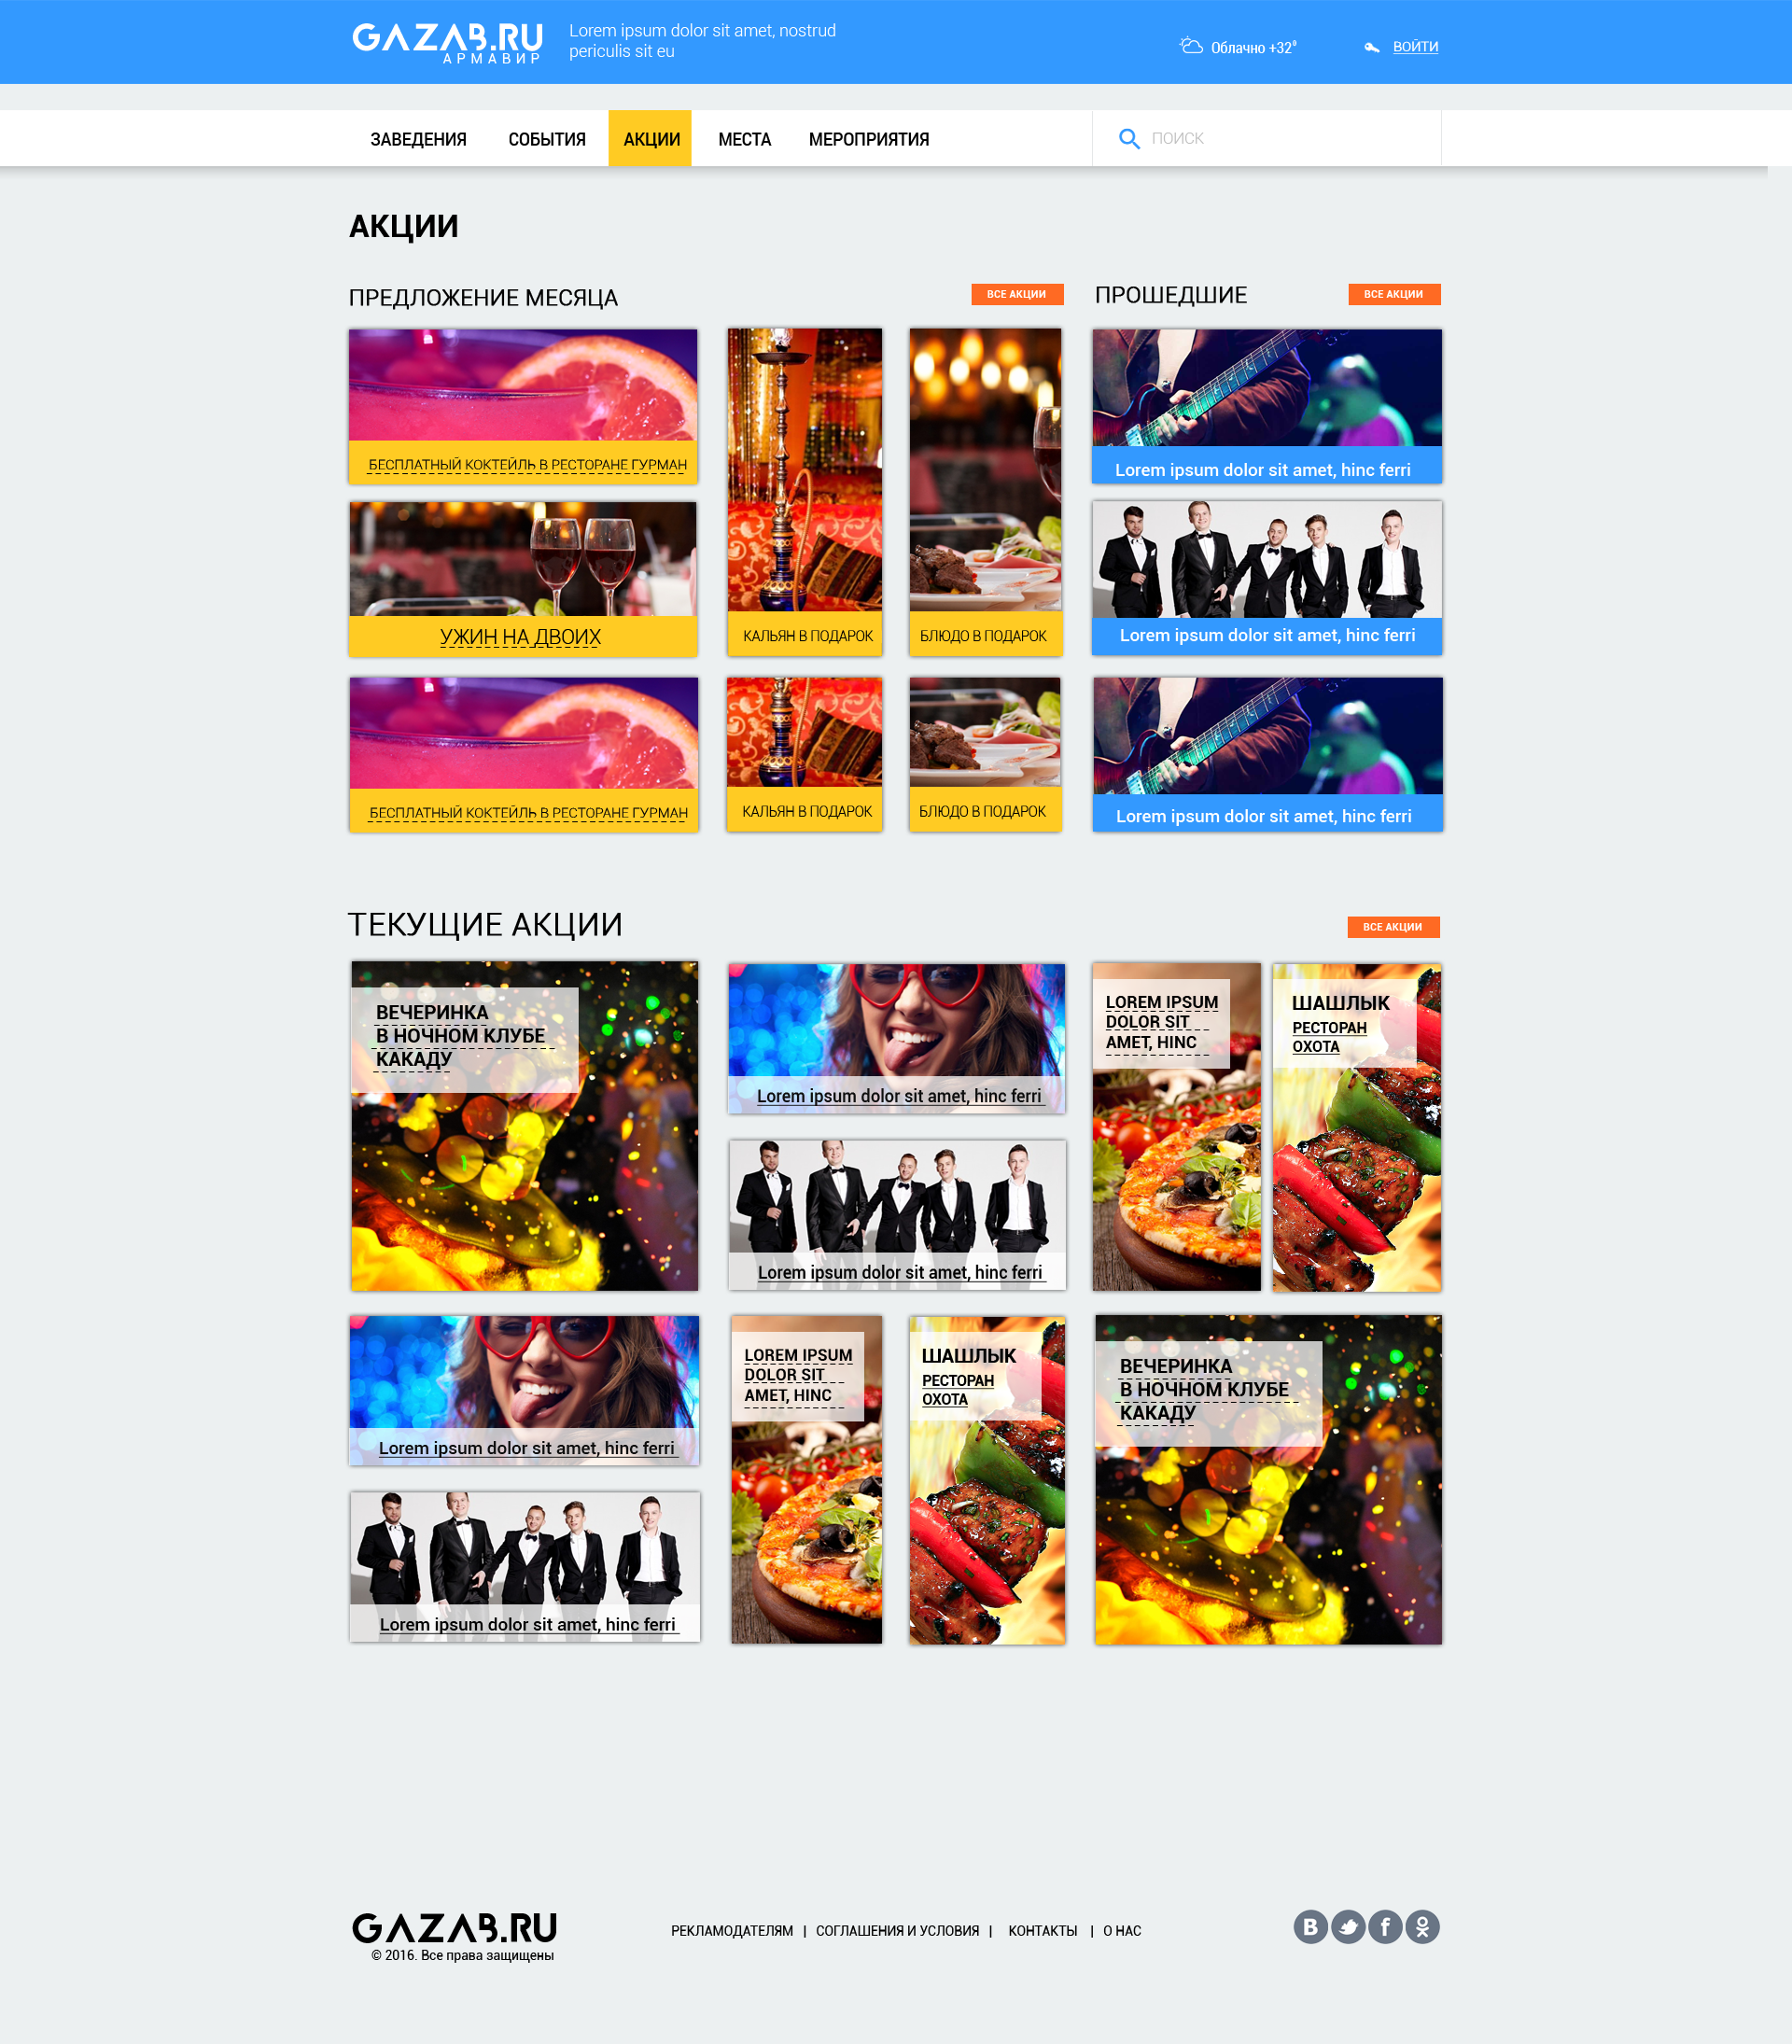 GAZAB.RU
АРМАВИР
Lorem ipsum dolor sit amet, nostrud
periculis sit eu
Облачно +32°
ВОЙТИ
ЗАВЕДЕНИЯ
СОБЫТИЯ
АКЦИИ
МЕСТА
МЕРОПРИЯТИЯ
ПОИСК
АКЦИИ
ПРЕДЛОЖЕНИЕ МЕСЯЦА
ВСЕ АКЦИИ
ПРОШЕДШИЕ
ВСЕ АКЦИИ
БЕСПЛАТНЫЙ КОКТЕЙЛЬ В РЕСТОРАНЕ ГУРМАН
Lorem ipsum dolor sit amet, hinc ferri
УЖИН НА ДВОИХ
КАЛЬЯН В ПОДАРОК
БЛЮДО В ПОДАРОК
Lorem ipsum dolor sit amet, hinc ferri
БЕСПЛАТНЫЙ КОКТЕЙЛЬ В РЕСТОРАНЕ ГУРМАН
КАЛЬЯН В ПОДАРОК
БЛЮДО В ПОДАРОК
Lorem ipsum dolor sit amet, hinc ferri
ТЕКУЩИЕ АКЦИИ
ВСЕ АКЦИИ
ВЕЧЕРИНКА
В НОЧНОМ КЛУБЕ
КАКАДУ
Lorem ipsum dolor sit amet, hinc ferri
LOREM IPSUM
DOLOR SIT
AMET, HINC
ШАШЛЫК
РЕСТОРАН
ОХОТА
Lorem ipsum dolor sit amet, hinc ferri
Lorem ipsum dolor sit amet, hinc ferri
LOREM IPSUM
DOLOR SIT
AMET, HINC
ШАШЛЫК
РЕСТОРАН
ОХОТА
ВЕЧЕРИНКА
В НОЧНОМ КЛУБЕ
КАКАДУ
Lorem ipsum dolor sit amet, hinc ferri
GAZAB.RU
© 2016. Все права защищены
РЕКЛАМОДАТЕЛЯМ | СОГЛАШЕНИЯ И УСЛОВИЯ | КОНТАКТЫ | О НАС